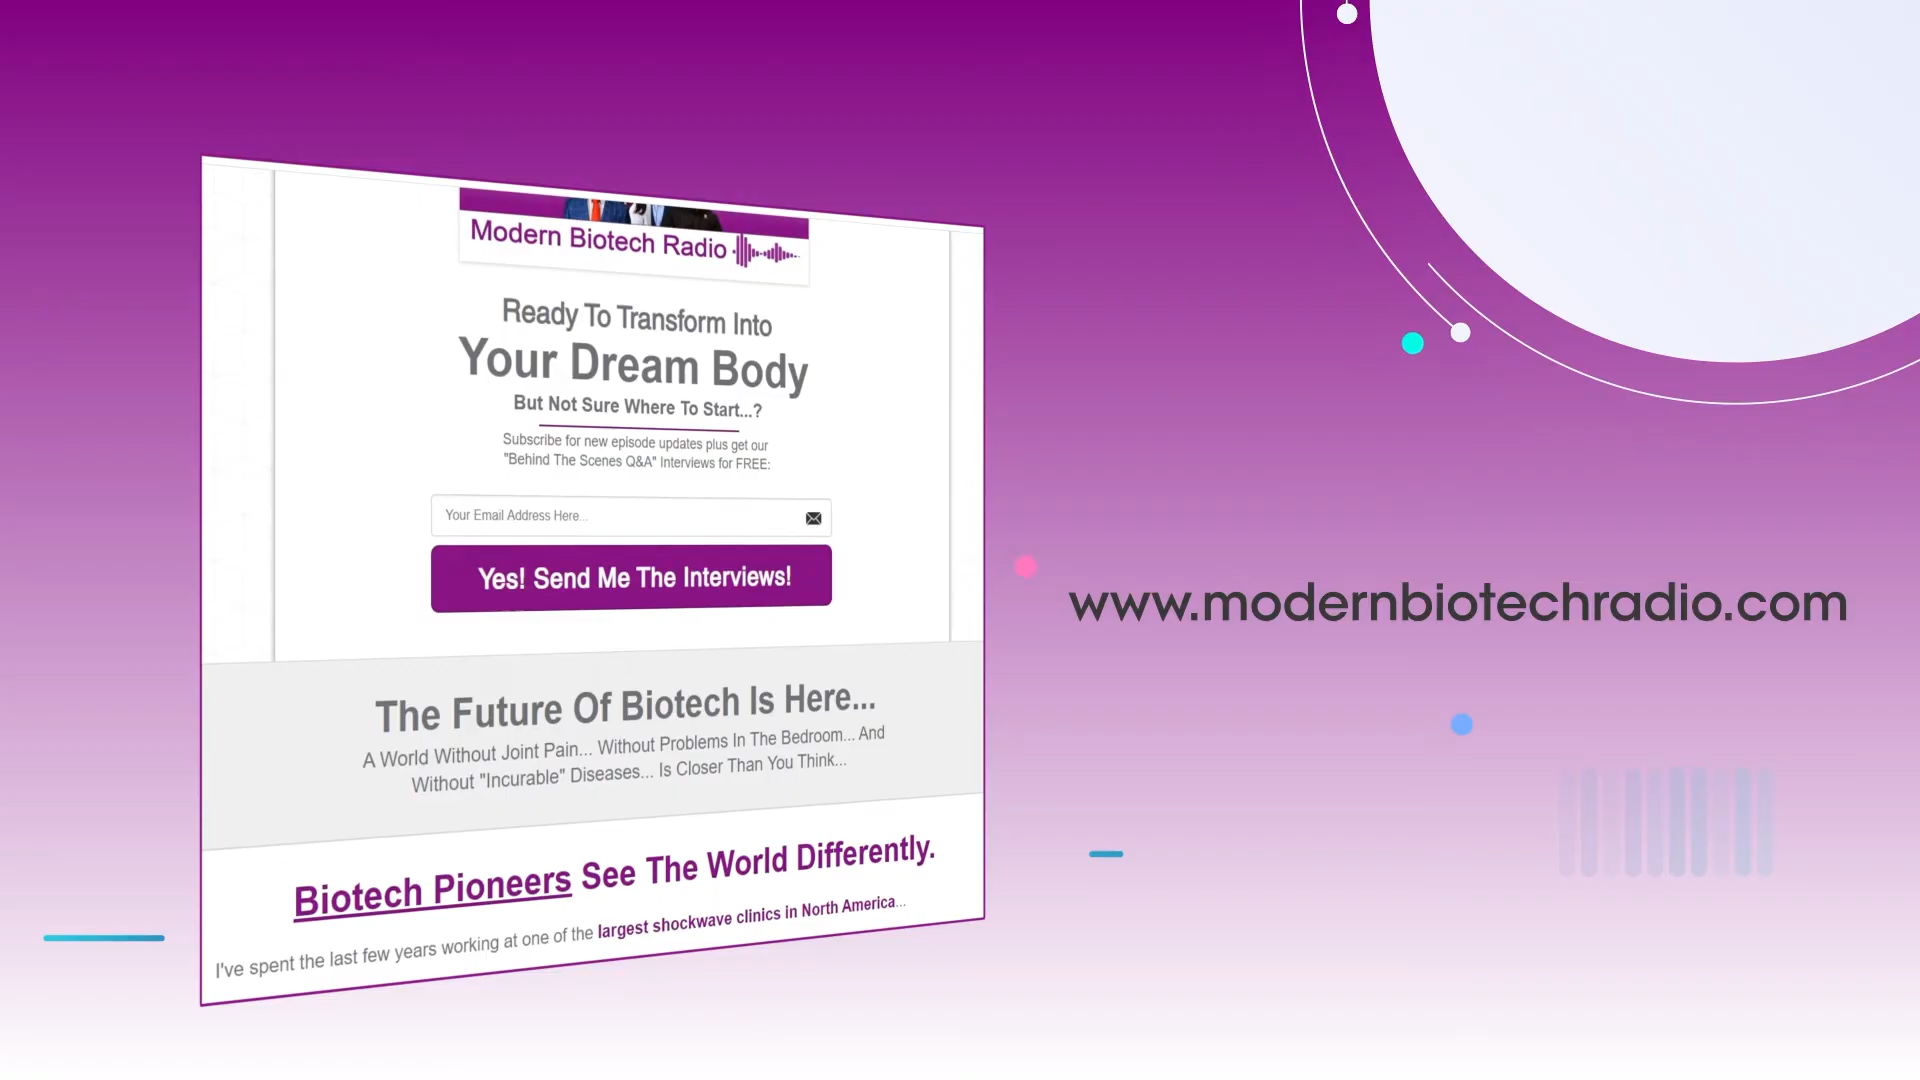 Modern Biotech Radio
Ready To Transform Into
Your Dream Body
But Not Sure Where To Start...?
Subscribe for new episode updates plus get our
"Behind The Scenes Q&A" Interviews for FREE:
Your Email Address Here...
Yes! Send Me The Interviews!
The Future Of Biotech Is Here...
A World Without Joint Pain... Without Problems In The Bedroom... And
Without "Incurable" Diseases... Is Closer Than You Think...
Biotech Pioneers See The World Differently.
I've spent the last few years working at one of the largest shockwave clinics in North America...
www.modernbiotechradio.com